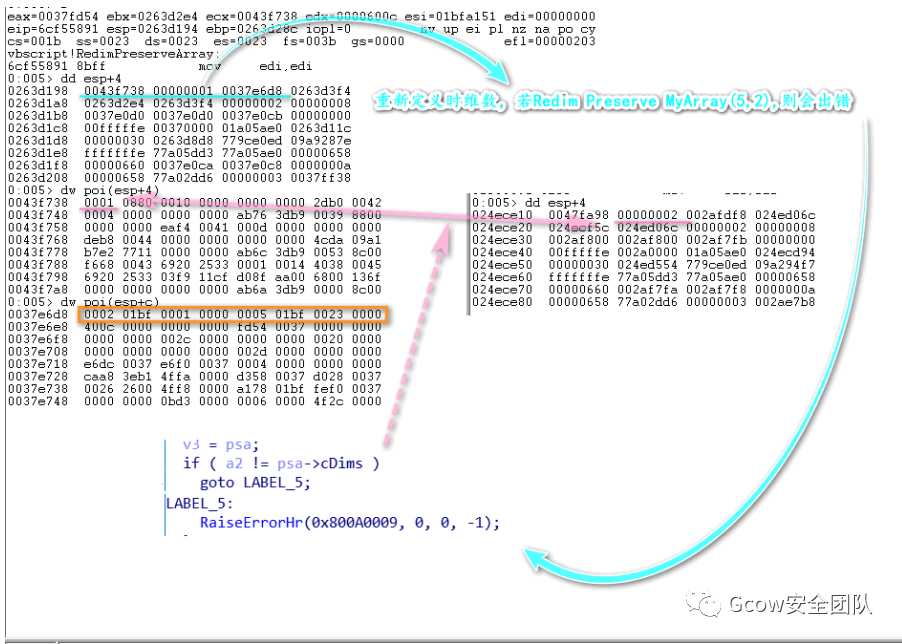 eax=0037fd54 ebx=0263d2e4 ecx=0043f738 edx=0000600c esi=01bfa151 edi=00000000
eip=6cf55891 esp=0263d194 ebp=0263d28c iopl=0 nv up ei pl nz na po cy
cs=001b ss=0023 ds=0023 es=0023 fs=003b gs=0000 efl=00000203
vbscript!RedimPreserveArray:
6cf55891 8bff mov edi,edi
0:005> dd esp+4
0263d198 0043f738 00000001 0037e6d8 0263d3f4
0263d1a8 0263d2e4 0263d3f4 00000002 00000008
0263d1b8 0037e0d0 0037e0d0 0037e0cb 00000000
0263d1c8 00fffffe 00370000 01a05ae0 0263d11c
0263d1d8 00000030 0263d8d8 779ce0ed 09a9287e
0263d1e8 fffffffe 77a05dd3 77a05ae0 00000658
0263d1f8 00000660 0037e0ca 0037e0c8 0000000a
0263d208 00000658 77a02dd6 00000003 0037ff38
0:005> dw poi(esp+4)
0043f738 0001 0880 0010 0000 0000 0000 2db0 0042
0043f748 0004 0000 0000 0000 ab76 3db9 0039 8800
0043f758 0000 0000 eaf4 0041 000d 0000 0000 0000
0043f768 deb8 0044 0000 0000 0000 0000 4cda 09a1
0043f778 b7e2 7711 0000 0000 ab6c 3db9 0053 8c00
0043f788 f668 0043 6920 2533 0001 0014 4038 0045
0043f798 6920 2533 03f9 11cf d08f aa00 6800 136f
0043f7a8 0000 0000 0000 0000 ab6a 3db9 0000 8c00
0:005> dw poi(esp+c)
0037e6d8 0002 01bf 0001 0000 0005 01bf 0023 0000
0037e6e8 400c 0000 0000 0000 fd54 0037 0000 0000
0037e6f8 0000 0000 002c 0000 0000 0000 0020 0000
0037e708 0000 0000 0000 0000 002d 0000 0000 0000
0037e718 e6dc 0037 e6f0 0037 0004 0000 0000 0000
0037e728 caa8 3eb1 4ffa 0000 d358 0037 d028 0037
0037e738 0026 2600 4ff8 0000 a178 01bf fef0 0037
0037e748 0000 0000 0bd3 0000 0006 0000 4f2c 0000
重新定义时维数，若Redim Preserve MyArray(5,2),则会出错
0:005> dd esp+4
024ece10 0047fa98 00000002 002afdf8 024ed06c
024ece20 024ecf5c 024ed06c 00000002 00000008
024ece30 002af800 002af800 002af7fb 00000000
024ece40 00fffffe 002a0000 01a05ae0 024ecd94
024ece50 00000030 024ed554 779ce0ed 09a294f7
024ece60 fffffffe 77a05dd3 77a05ae0 00000658
024ece70 00000660 002af7fa 002af7f8 0000000a
024ece80 00000658 77a02dd6 00000003 002ae7b8
v3 = psa;
if ( a2 != psa->cDims )
goto LABEL_5;
LABEL_5:
RaiseErrorHr(0x800A0009, 0, 0, -1);
Gcow安全团队